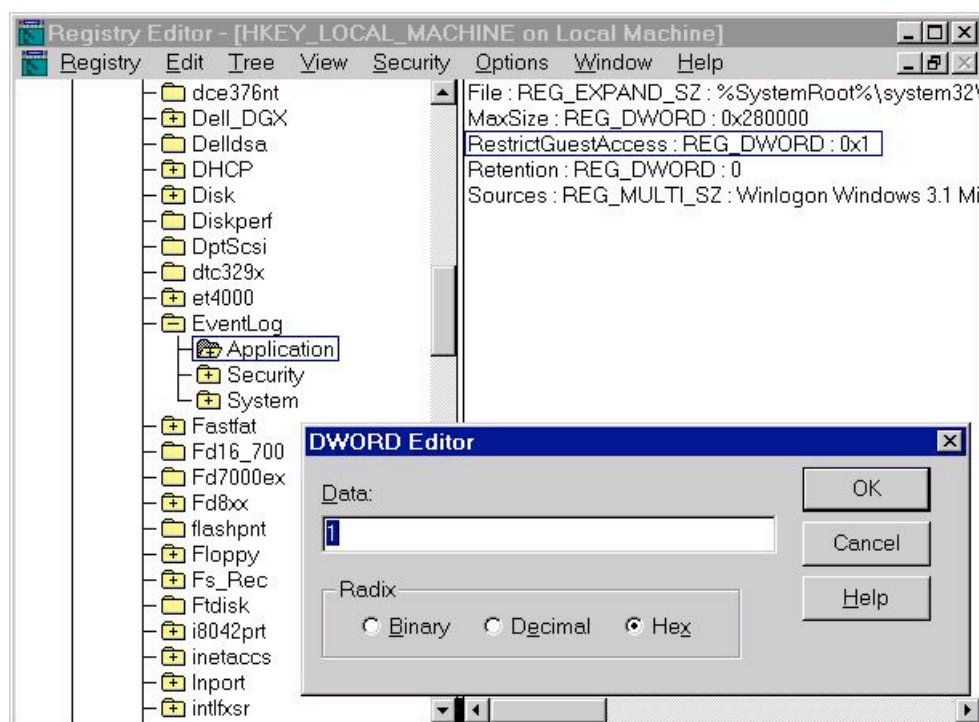 Registry Editor - [HKEY_LOCAL_MACHINE on Local Machine]
Registry Edit Tree View Security Options Window Help
dce376nt
Dell_DGX
Delldsa
DHCP
Disk
Diskperf
DptScsi
dtc329x
et4000
EventLog
Application
Security
System
Fastfat
Fd16_700
Fd7000ex
Fd8xx
flashpnt
Floppy
Fs_Rec
Ftdisk
i8042prt
inetaccs
Inport
intlfxsr
File : REG_EXPAND_SZ : %SystemRoot%\system32\
MaxSize : REG_DWORD : 0x280000
RestrictGuestAccess : REG_DWORD : 0x1
Retention : REG_DWORD : 0
Sources : REG_MULTI_SZ : Winlogon Windows 3.1 Mi
DWORD Editor
Data:
1
Radix
Binary Decimal Hex
OK
Cancel
Help